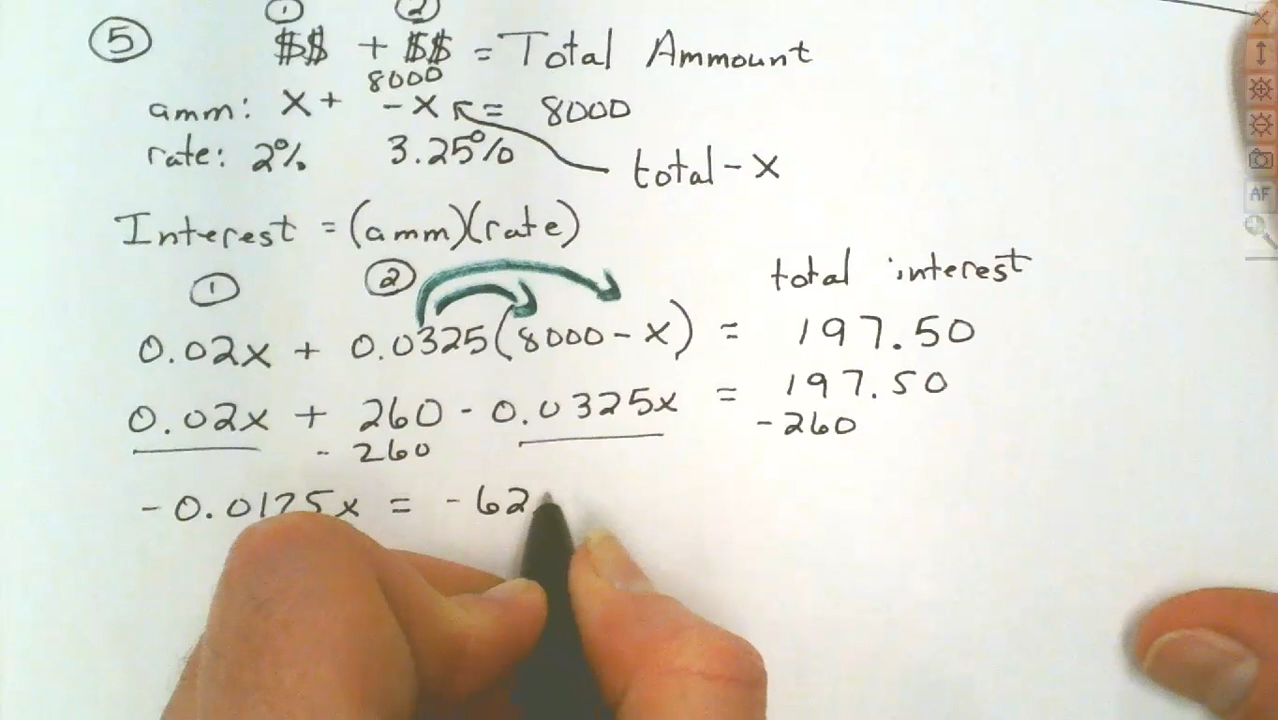 ① ②
⑤ $$ + $$ = Total Ammount
8000
amm: x + - x = 8000
rate: 2% 3.25% total - x
Interest = (amm)(rate)
① ② total interest
0.02x + 0.0325(8000 - x) = 197.50
0.02x + 260 - 0.0325x = 197.50
- 260 - 260
- 0.0125x = - 62.
AF